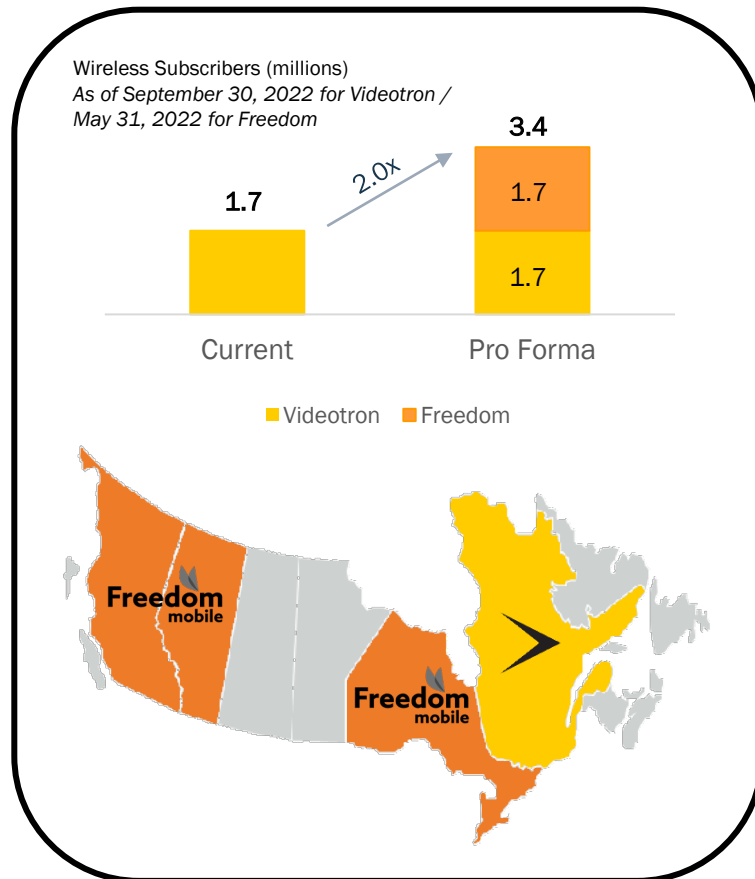 Wireless Subscribers (millions)
As of September 30, 2022 for Videotron /
May 31, 2022 for Freedom
3.4
2.0x
1.7
1.7
1.7
Current
Pro Forma
Videotron
Freedom
Freedom
mobile
Freedom
mobile